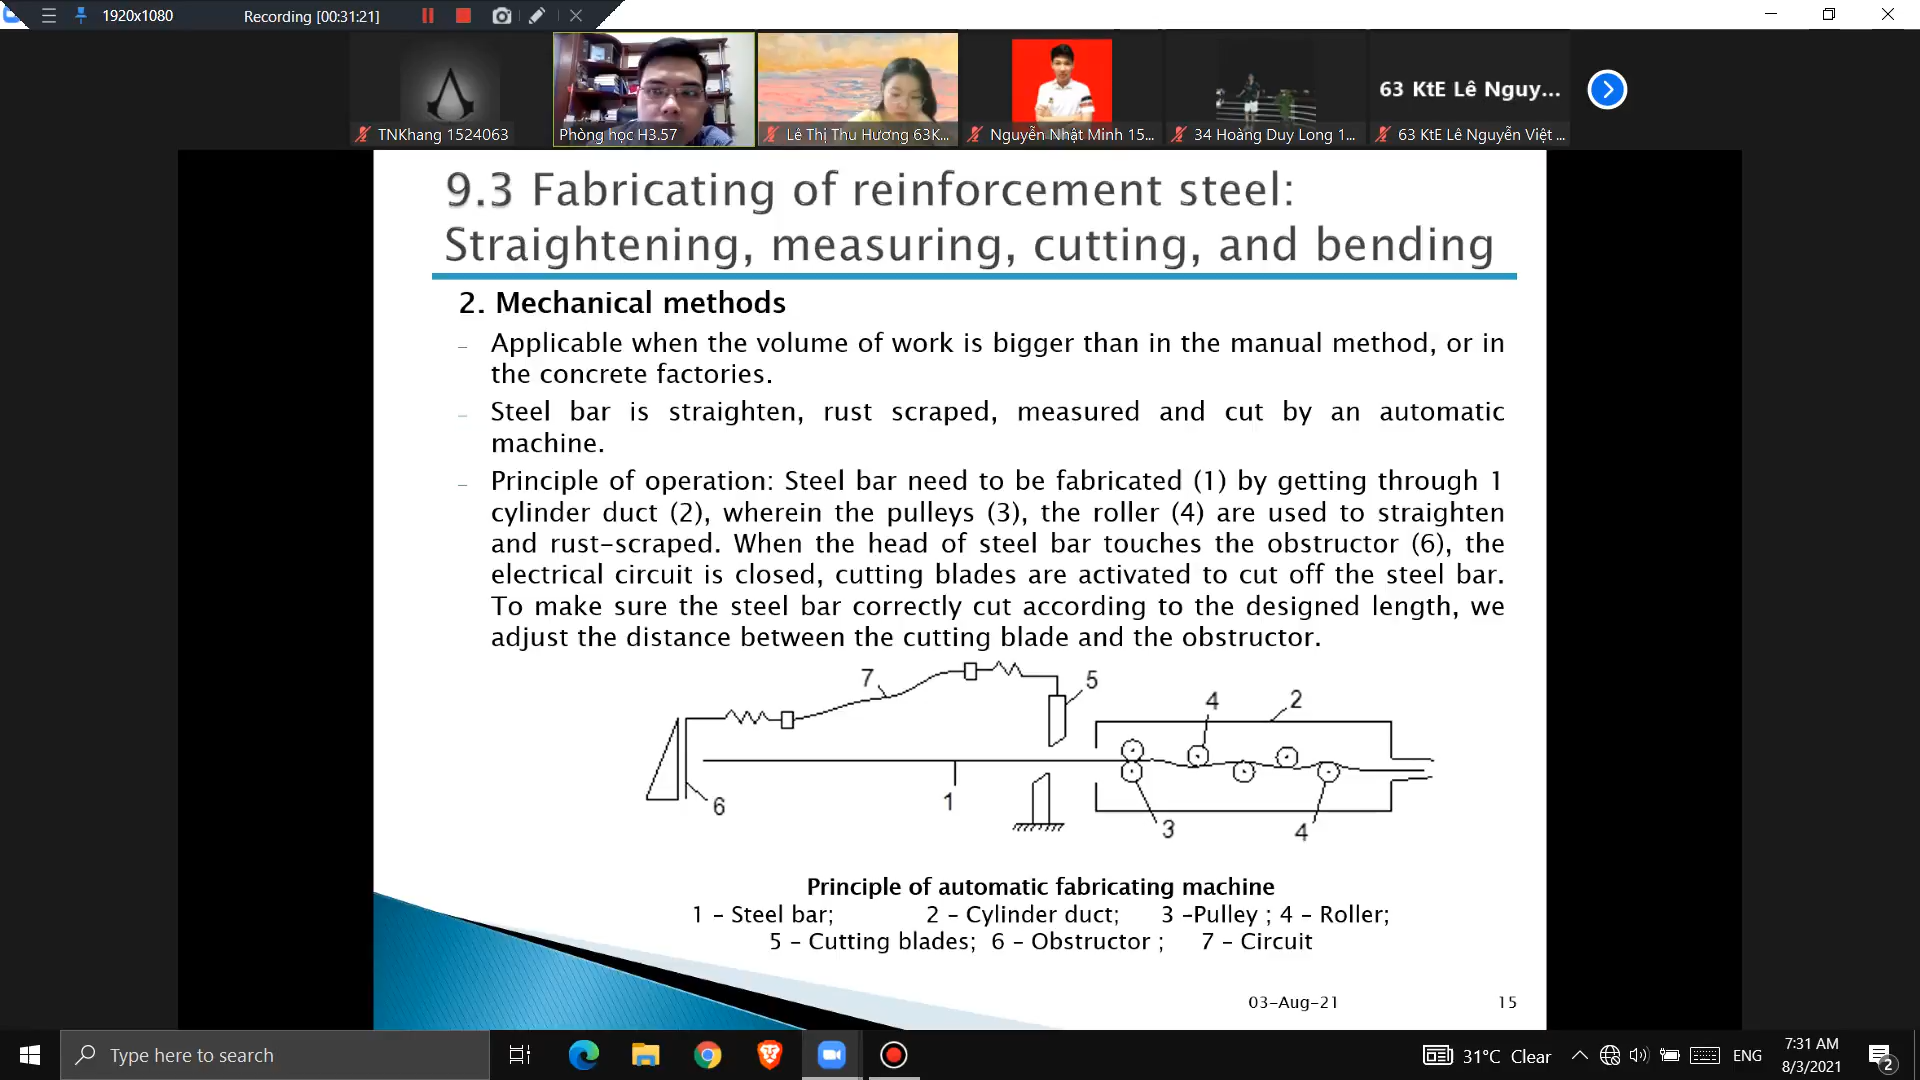 1920x1080
Recording [00:31:21]
TNKhang 1524063
Phòng học H3.57
Lê Thị Thu Hương 63K...
Nguyễn Nhật Minh 15...
34 Hoàng Duy Long 1...
63 KtE Lê Nguy...
63 KtE Lê Nguyễn Việt ...
9.3 Fabricating of reinforcement steel:
Straightening, measuring, cutting, and bending
2. Mechanical methods
– Applicable when the volume of work is bigger than in the manual method, or in
the concrete factories.
– Steel bar is straighten, rust scraped, measured and cut by an automatic
machine.
– Principle of operation: Steel bar need to be fabricated (1) by getting through 1
cylinder duct (2), wherein the pulleys (3), the roller (4) are used to straighten
and rust-scraped. When the head of steel bar touches the obstructor (6), the
electrical circuit is closed, cutting blades are activated to cut off the steel bar.
To make sure the steel bar correctly cut according to the designed length, we
adjust the distance between the cutting blade and the obstructor.
7
5
4
2
6
1
3
4
Principle of automatic fabricating machine
1 – Steel bar; 2 – Cylinder duct; 3 –Pulley ; 4 – Roller;
5 – Cutting blades; 6 – Obstructor ; 7 – Circuit
03-Aug-21
15
Type here to search
31°C Clear
ENG
7:31 AM
8/3/2021
2